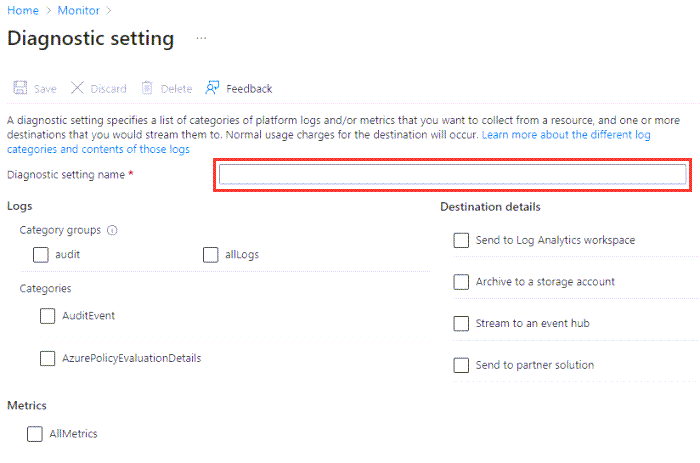 Home > Monitor >
Diagnostic setting ...
Save Discard Delete Feedback
A diagnostic setting specifies a list of categories of platform logs and/or metrics that you want to collect from a resource, and one or more
destinations that you would stream them to. Normal usage charges for the destination will occur. Learn more about the different log
categories and contents of those logs
Diagnostic setting name *
Logs
Category groups
audit allLogs
Categories
AuditEvent
AzurePolicyEvaluationDetails
Metrics
AllMetrics
Destination details
Send to Log Analytics workspace
Archive to a storage account
Stream to an event hub
Send to partner solution